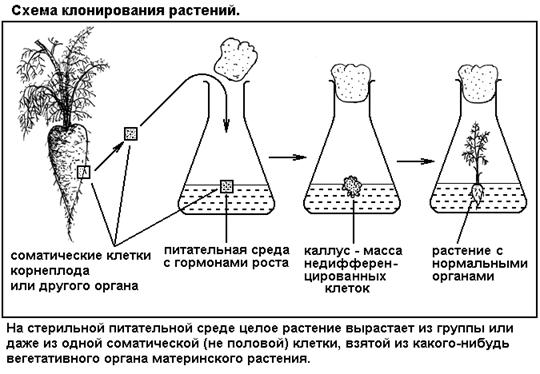 Схема клонирования растений.
соматические клетки
корнеплода
или другого органа
питательная среда
с гормонами роста
каллус - масса
недифферен-
цированных
клеток
растение с
нормальными
органами
На стерильной питательной среде целое растение вырастает из группы или
даже из одной соматической (не половой) клетки, взятой из какого-нибудь
вегетативного органа материнского растения.